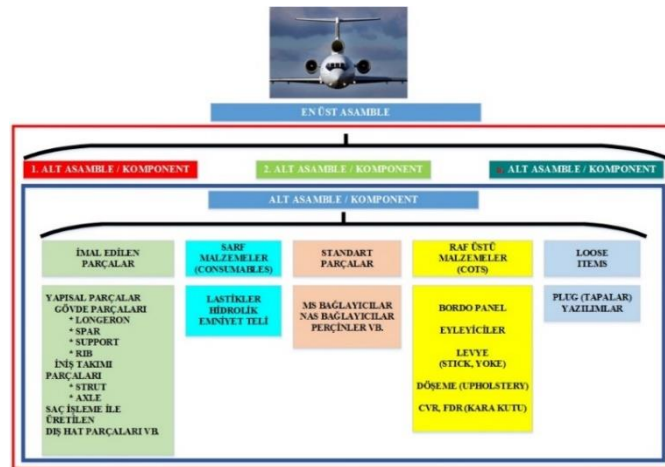 EN ÜST ASAMBLE
1. ALT ASAMBLE / KOMPONENT
2. ALT ASAMBLE / KOMPONENT
ALT ASAMBLE / KOMPONENT
ALT ASAMBLE / KOMPONENT
İMAL EDİLEN
PARÇALAR
SARF
MALZEMELER
(CONSUMABLES)
STANDART
PARÇALAR
RAF ÜSTÜ
MALZEMELER
(COTS)
LOOSE
ITEMS
YAPISAL PARÇALAR
GÖVDE PARÇALARI
* LONGERON
* SPAR
* SUPPORT
* RIB
İNİŞ TAKIMI
PARÇALARI
* STRUT
* AXLE
SAÇ İŞLEME İLE
ÜRETİLEN
DIŞ HAT PARÇALARI VB.
LASTİKLER
HİDROLİK
EMNİYET TELİ
MS BAĞLAYICILAR
NAS BAĞLAYICILAR
PERÇİNLER VB.
BORDO PANEL
EYLEYİCİLER
LEVYE
(STICK, YOKE)
DÖŞEME (UPHOLSTERY)
CVR, FDR (KARA KUTU)
PLUG (TAPALAR)
YAZILIMLAR